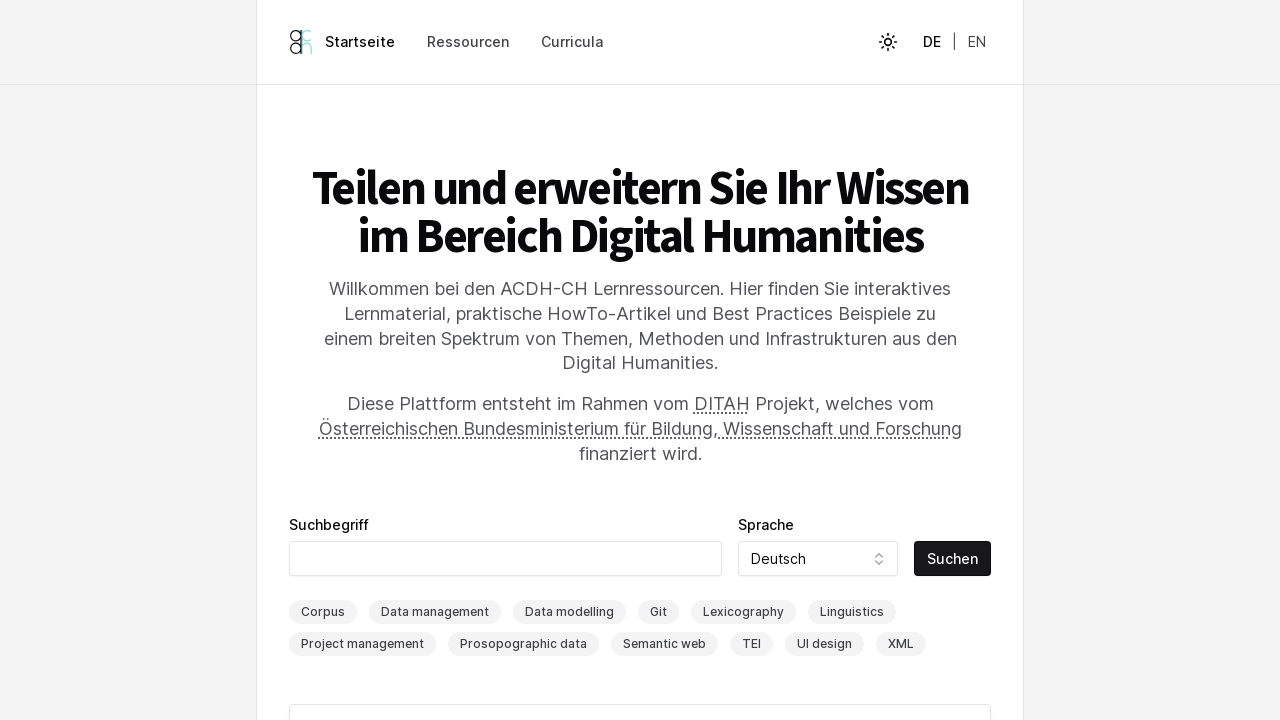 Startseite
Ressourcen
Curricula
DE | EN
Teilen und erweitern Sie Ihr Wissen
im Bereich Digital Humanities
Willkommen bei den ACDH-CH Lernressourcen. Hier finden Sie interaktives
Lernmaterial, praktische HowTo-Artikel und Best Practices Beispiele zu
einem breiten Spektrum von Themen, Methoden und Infrastrukturen aus den
Digital Humanities.
Diese Plattform entsteht im Rahmen vom DITAH Projekt, welches vom
Österreichischen Bundesministerium für Bildung, Wissenschaft und Forschung
finanziert wird.
Suchbegriff
Sprache
Deutsch
Suchen
Corpus
Data management
Data modelling
Git
Lexicography
Linguistics
Project management
Prosopographic data
Semantic web
TEI
UI design
XML